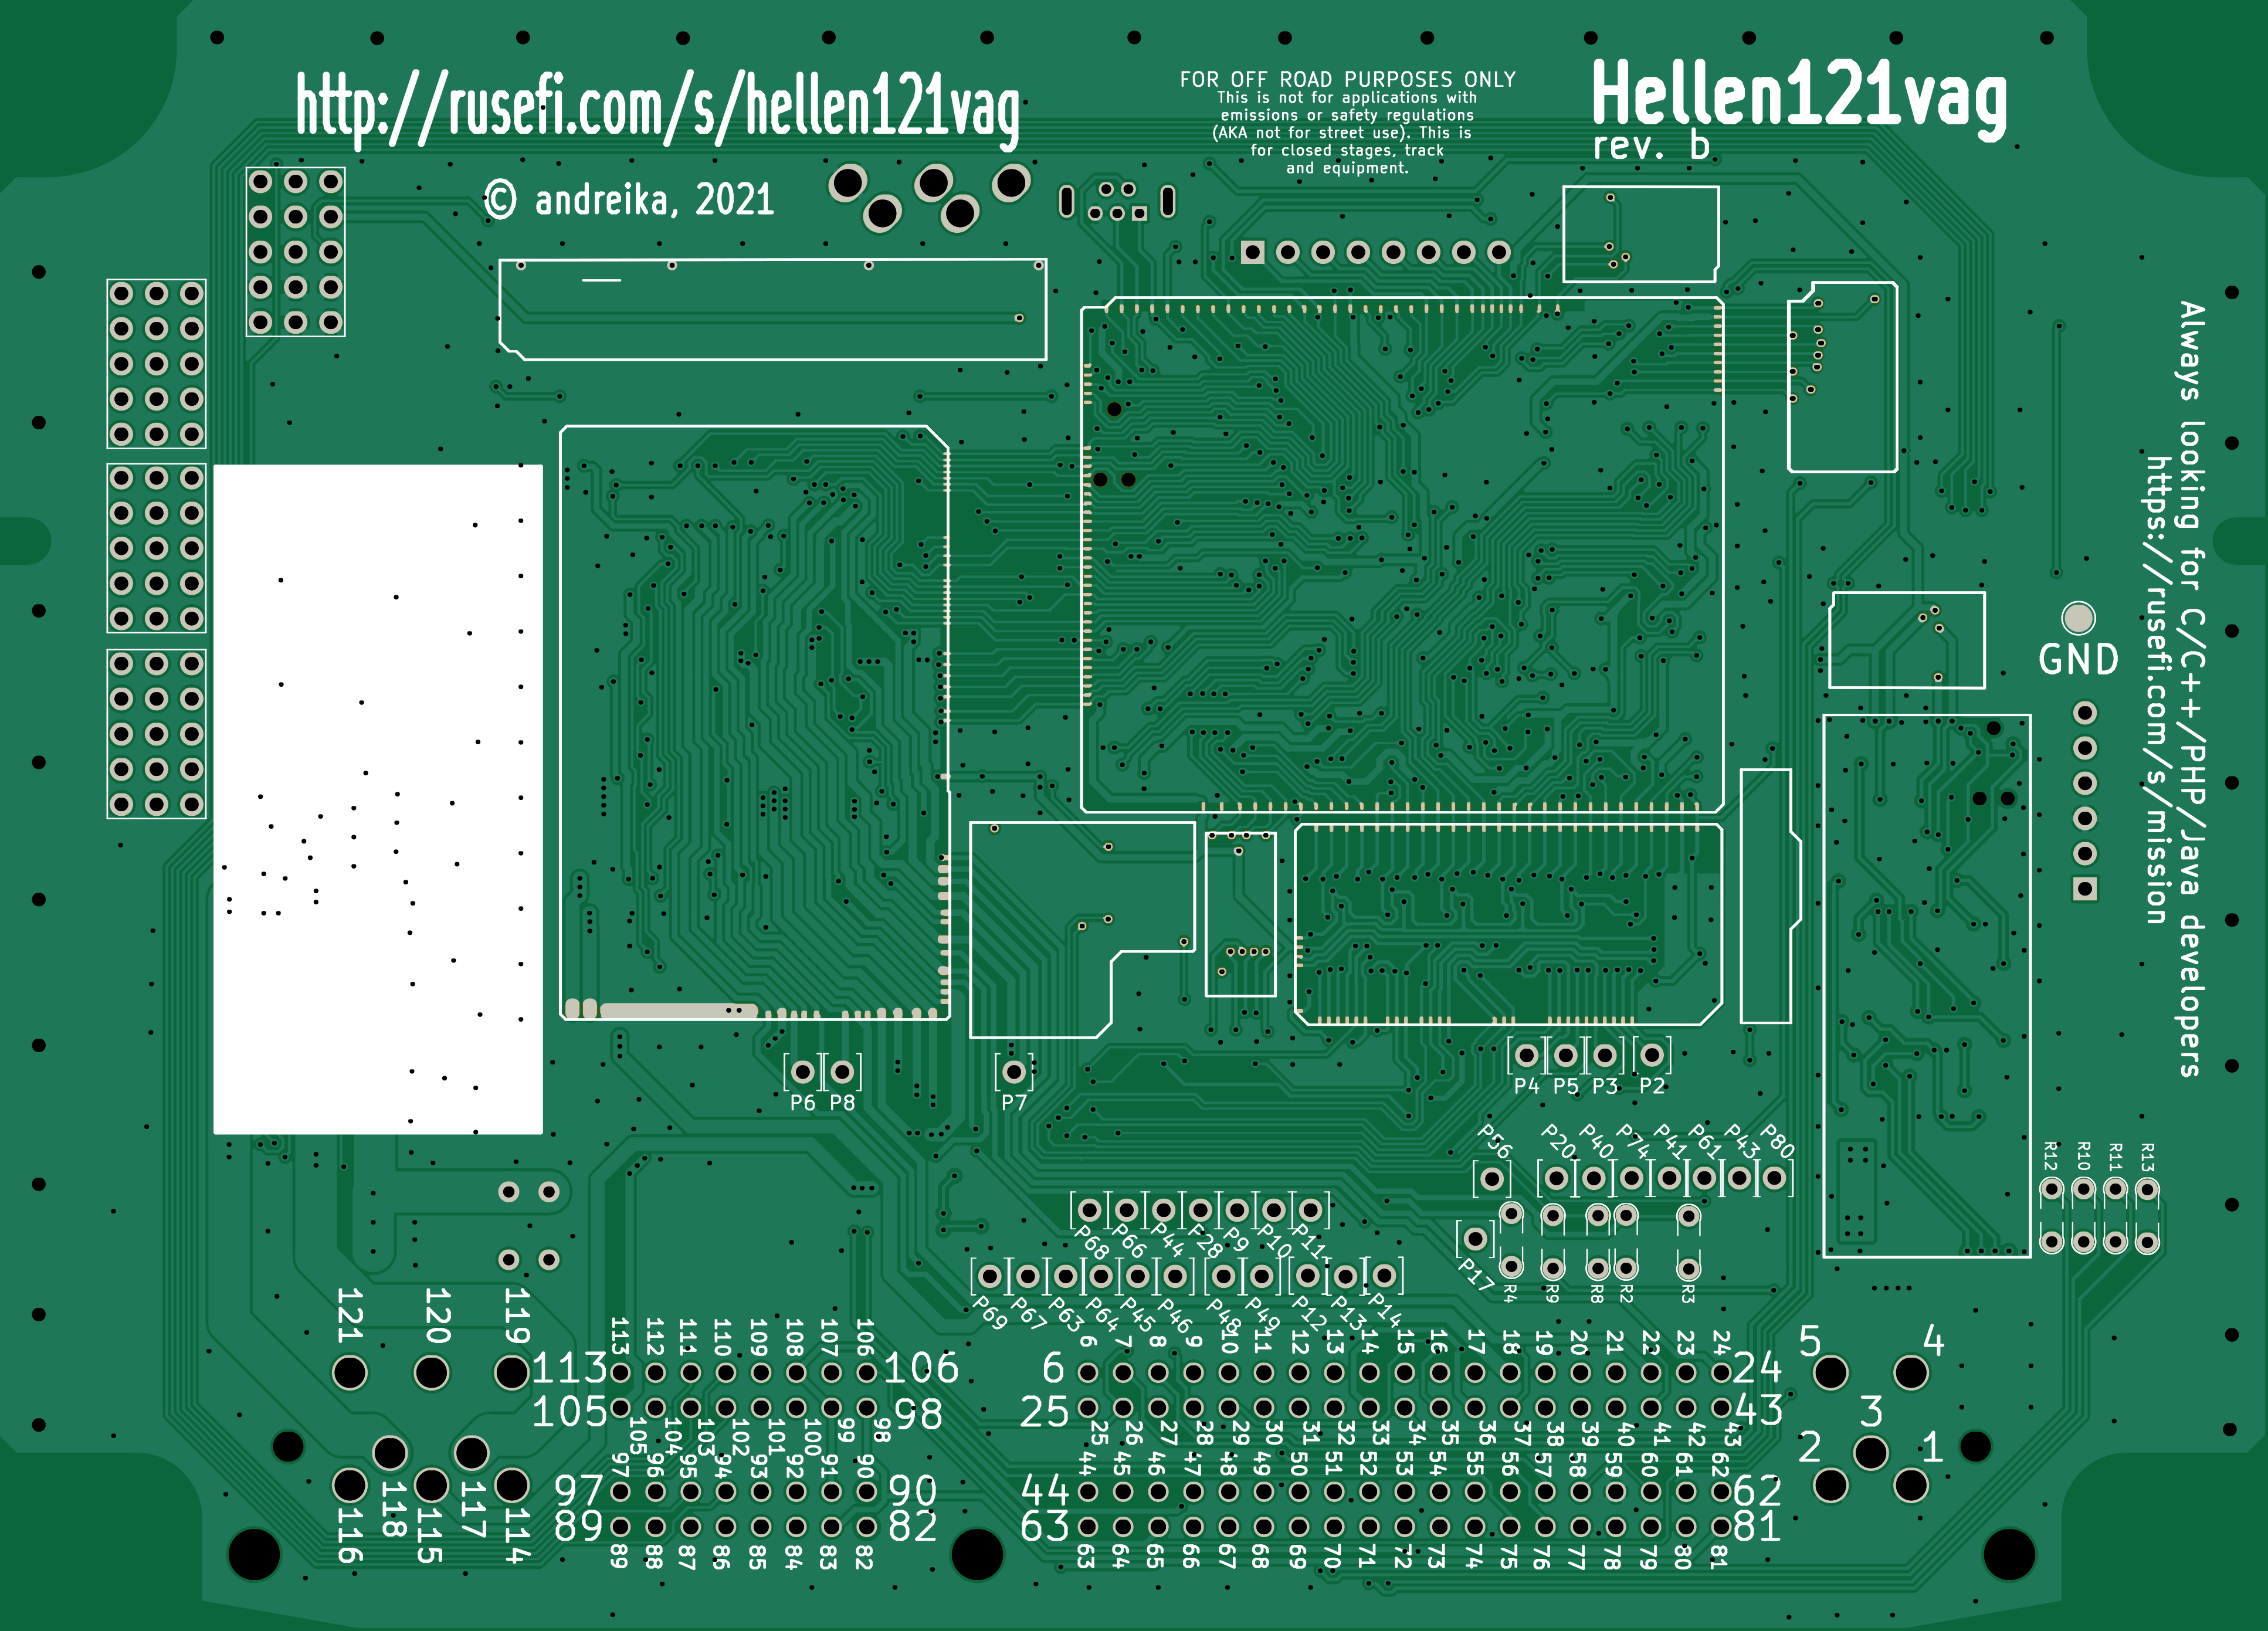 http://rusefi.com/s/hellen121vag
FOR OFF ROAD PURPOSES ONLY
This is not for applications with
emissions or safety regulations
(AKA not for street use). This is
for closed stages, track
and equipment.
Hellen121vag
rev. b
© andreika, 2021
Always looking for C/C++/PHP/Java developers
https://rusefi.com/s/mission
GND
P6 P8
P7
P4 P5 P3 P2
P56 P20 P40 P74 P41 P61 P43 P80
R12 R10 R11 R13
P68 P66 P44 P28 P9 P10 P11
P17
R4 R9 R8 R2 R3
P69 P67 P63 P64 P45 P46 P48 P49 P12 P13 P14
121 120 119
113 112 111 110 109 108 107 106
6 7 8 9 10 11 12 13 14 15 16 17 18 19 20 21 22 23 24
113 106
6 24
5 4
105 98
25 43
3
105 104 103 102 101 100 99 98
25 26 27 28 29 30 31 32 33 34 35 36 37 38 39 40 41 42 43
2 1
97 96 95 94 93 92 91 90
44 45 46 47 48 49 50 51 52 53 54 55 56 57 58 59 60 61 62
97 90
44 62
89 82
63 81
116 118 115 117 114
89 88 87 86 85 84 83 82
63 64 65 66 67 68 69 70 71 72 73 74 75 76 77 78 79 80 81